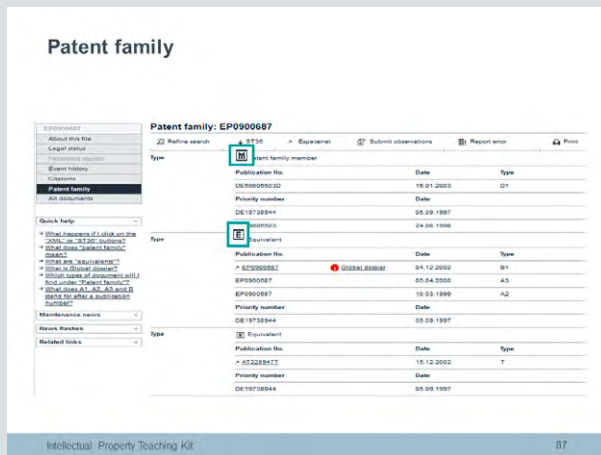 Patent family
EP0900687
About this file
Legal status
Event history
Citations
Patent family
All documents
Quick help
What happens if I click on the "XML" or "ST36" buttons?
What does "patent family" mean?
What are "equivalents"?
What is Global dossier?
Which types of document will I find under "Patent family"?
What does A1, A2, A3 and B stand for after a publication number?
Maintenance news
News flashes
Related links
Patent family: EP0900687
Refine search ST36 Espacenet Submit observations Report error Print
Type M atent family member
Publication No. Date Type
DE59806503D 16.01.2003 D1
Priority number Date
DE19738944 05.09.1997
806503 24.08.1998
Type E Equivalent
Publication No. Date Type
EP0900687 Global dossier 04.12.2002 B1
EP0900687 05.04.2000 A3
EP0900687 10.03.1999 A2
Priority number Date
DE19738944 05.09.1997
Type E Equivalent
Publication No. Date Type
AT228947T 15.12.2002 T
Priority number Date
DE19738944 05.09.1997
Intellectual Property Teaching Kit 87